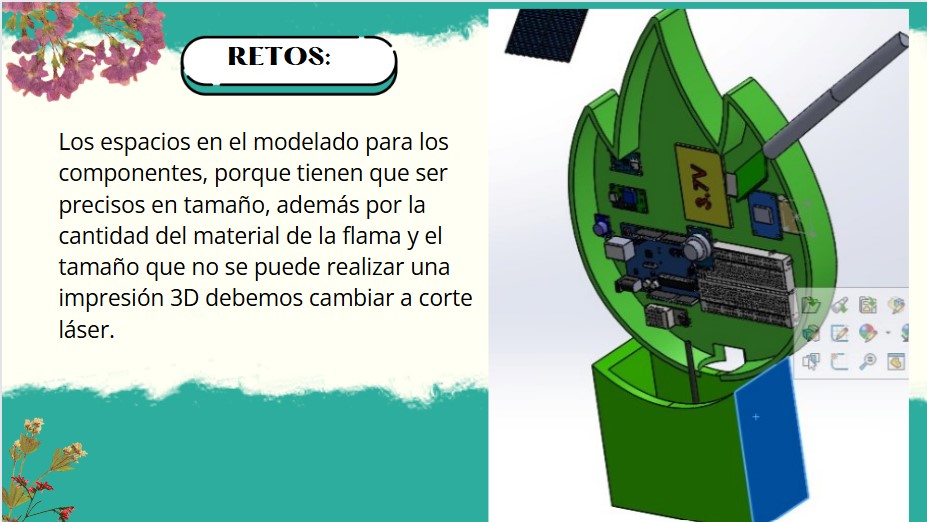 RETOS:
Los espacios en el modelado para los
componentes, porque tienen que ser
precisos en tamaño, además por la
cantidad del material de la flama y el
tamaño que no se puede realizar una
impresión 3D debemos cambiar a corte
láser.
3.7V